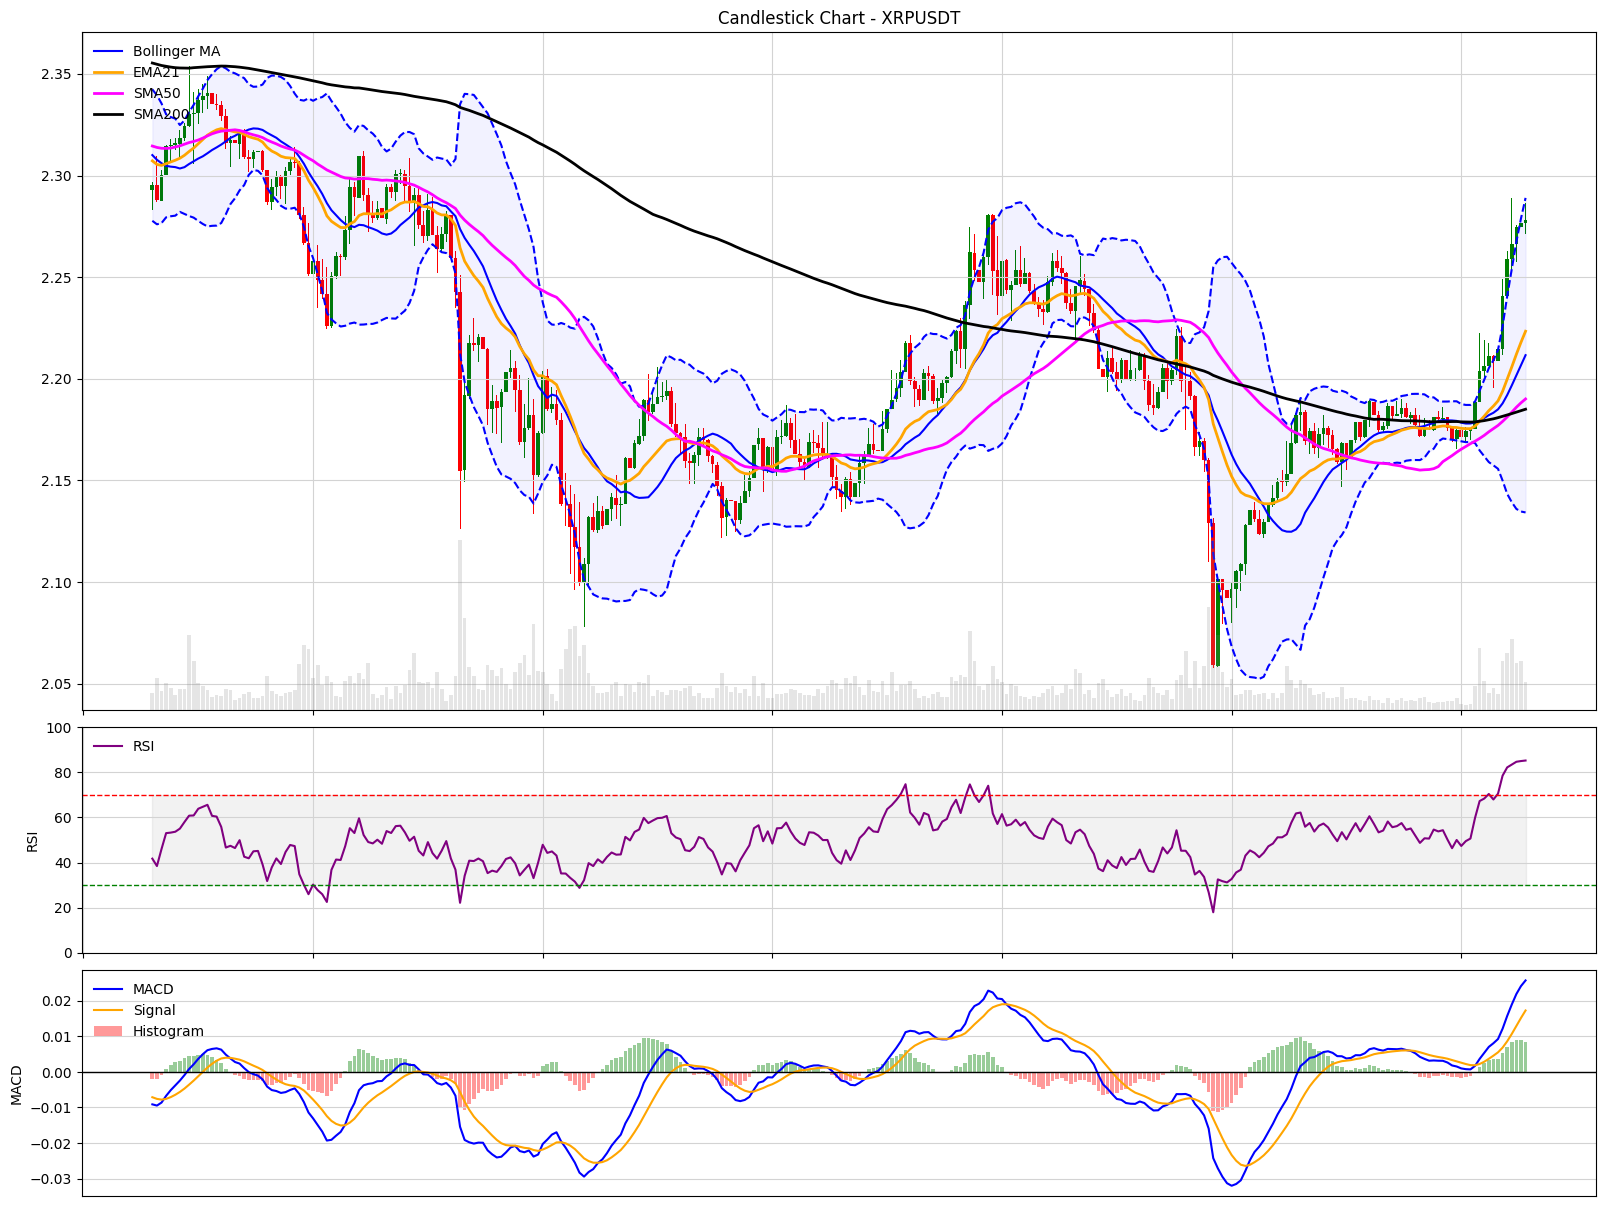 Candlestick Chart - XRPUSDT
Bollinger MA
EMA21
SMA50
SMA200
2.35
2.30
2.25
2.20
2.15
2.10
2.05
RSI
100
80
60
40
20
0
RSI
MACD
Signal
Histogram
0.02
0.01
0.00
−0.01
−0.02
−0.03
MACD